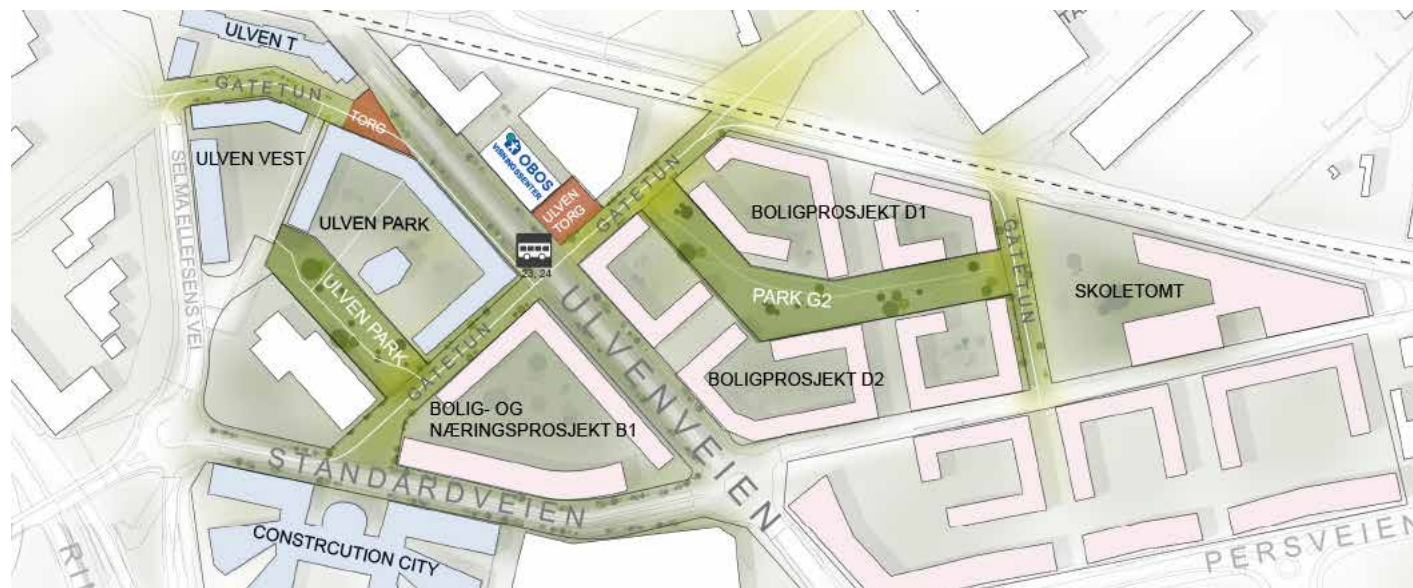 ULVEN T
GATETUN
TORG
ULVEN VEST
SELMA ELLEFSENS VEI
ULVEN PARK
ULVEN PARK
OBOS
VISNINGSSENTER
ULVEN
TORG
GATETUN
23, 24
BOLIGPROSJEKT D1
GATETUN
SKOLETOMT
PARK G2
ULVENVEIEN
GATETUN
BOLIGPROSJEKT D2
BOLIG- OG
NÆRINGSPROSJEKT B1
STANDARDVEIEN
CONSTRCUTION CITY
PERSVEIEN